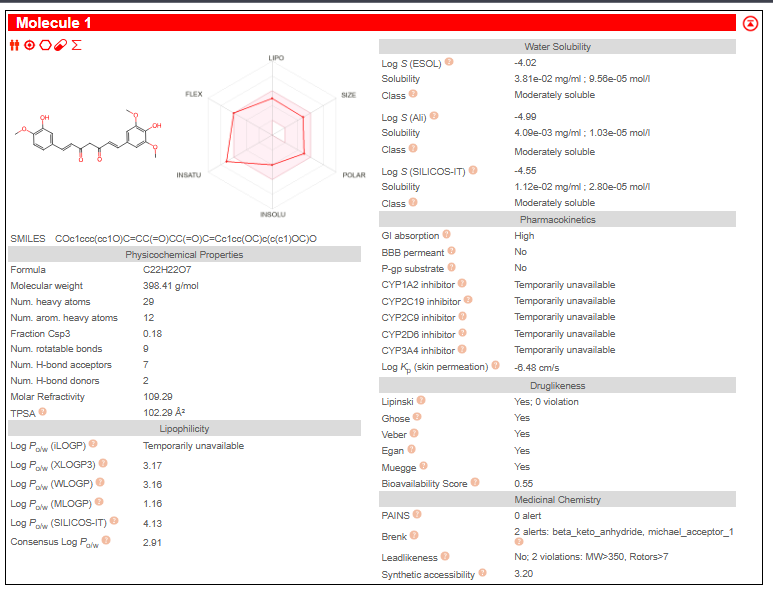 Molecule 1
LIPO
FLEX
SIZE
INSATU
POLAR
INSOLU
OH
O
O
O
O
OH
O
SMILES COc1ccc(cc1O)C=CC(=O)CC(=O)C=Cc1cc(OC)c(c(c1)OC)O
Physicochemical Properties
Formula C22H22O7
Molecular weight 398.41 g/mol
Num. heavy atoms 29
Num. arom. heavy atoms 12
Fraction Csp3 0.18
Num. rotatable bonds 9
Num. H-bond acceptors 7
Num. H-bond donors 2
Molar Refractivity 109.29
TPSA ? 102.29 Å²
Lipophilicity
Log Po/w (iLOGP) ? Temporarily unavailable
Log Po/w (XLOGP3) ? 3.17
Log Po/w (WLOGP) ? 3.16
Log Po/w (MLOGP) ? 1.16
Log Po/w (SILICOS-IT) ? 4.13
Consensus Log Po/w ? 2.91
Water Solubility
Log S (ESOL) ? -4.02
Solubility 3.81e-02 mg/ml ; 9.56e-05 mol/l
Class ? Moderately soluble
Log S (Ali) ? -4.99
Solubility 4.09e-03 mg/ml ; 1.03e-05 mol/l
Class ? Moderately soluble
Log S (SILICOS-IT) ? -4.55
Solubility 1.12e-02 mg/ml ; 2.80e-05 mol/l
Class ? Moderately soluble
Pharmacokinetics
GI absorption ? High
BBB permeant ? No
P-gp substrate ? No
CYP1A2 inhibitor ? Temporarily unavailable
CYP2C19 inhibitor ? Temporarily unavailable
CYP2C9 inhibitor ? Temporarily unavailable
CYP2D6 inhibitor ? Temporarily unavailable
CYP3A4 inhibitor ? Temporarily unavailable
Log Kp (skin permeation) ? -6.48 cm/s
Druglikeness
Lipinski ? Yes; 0 violation
Ghose ? Yes
Veber ? Yes
Egan ? Yes
Muegge ? Yes
Bioavailability Score ? 0.55
Medicinal Chemistry
PAINS ? 0 alert
Brenk ? 2 alerts: beta_keto_anhydride, michael_acceptor_1 ?
Leadlikeness ? No; 2 violations: MW>350, Rotors>7
Synthetic accessibility ? 3.20